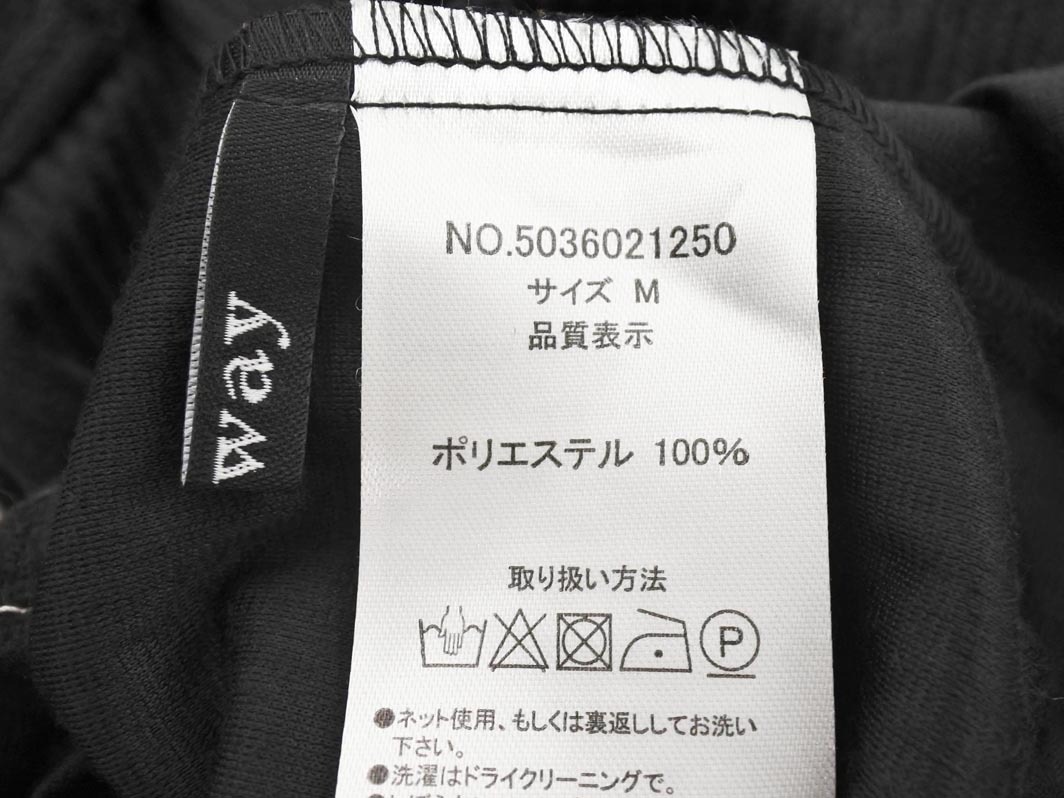 way
NO.5036021250
サイズ M
品質表示
ポリエステル 100%
取り扱い方法
P
●ネット使用、もしくは裏返ししてお洗い
下さい。
●洗濯はドライクリーニングで。